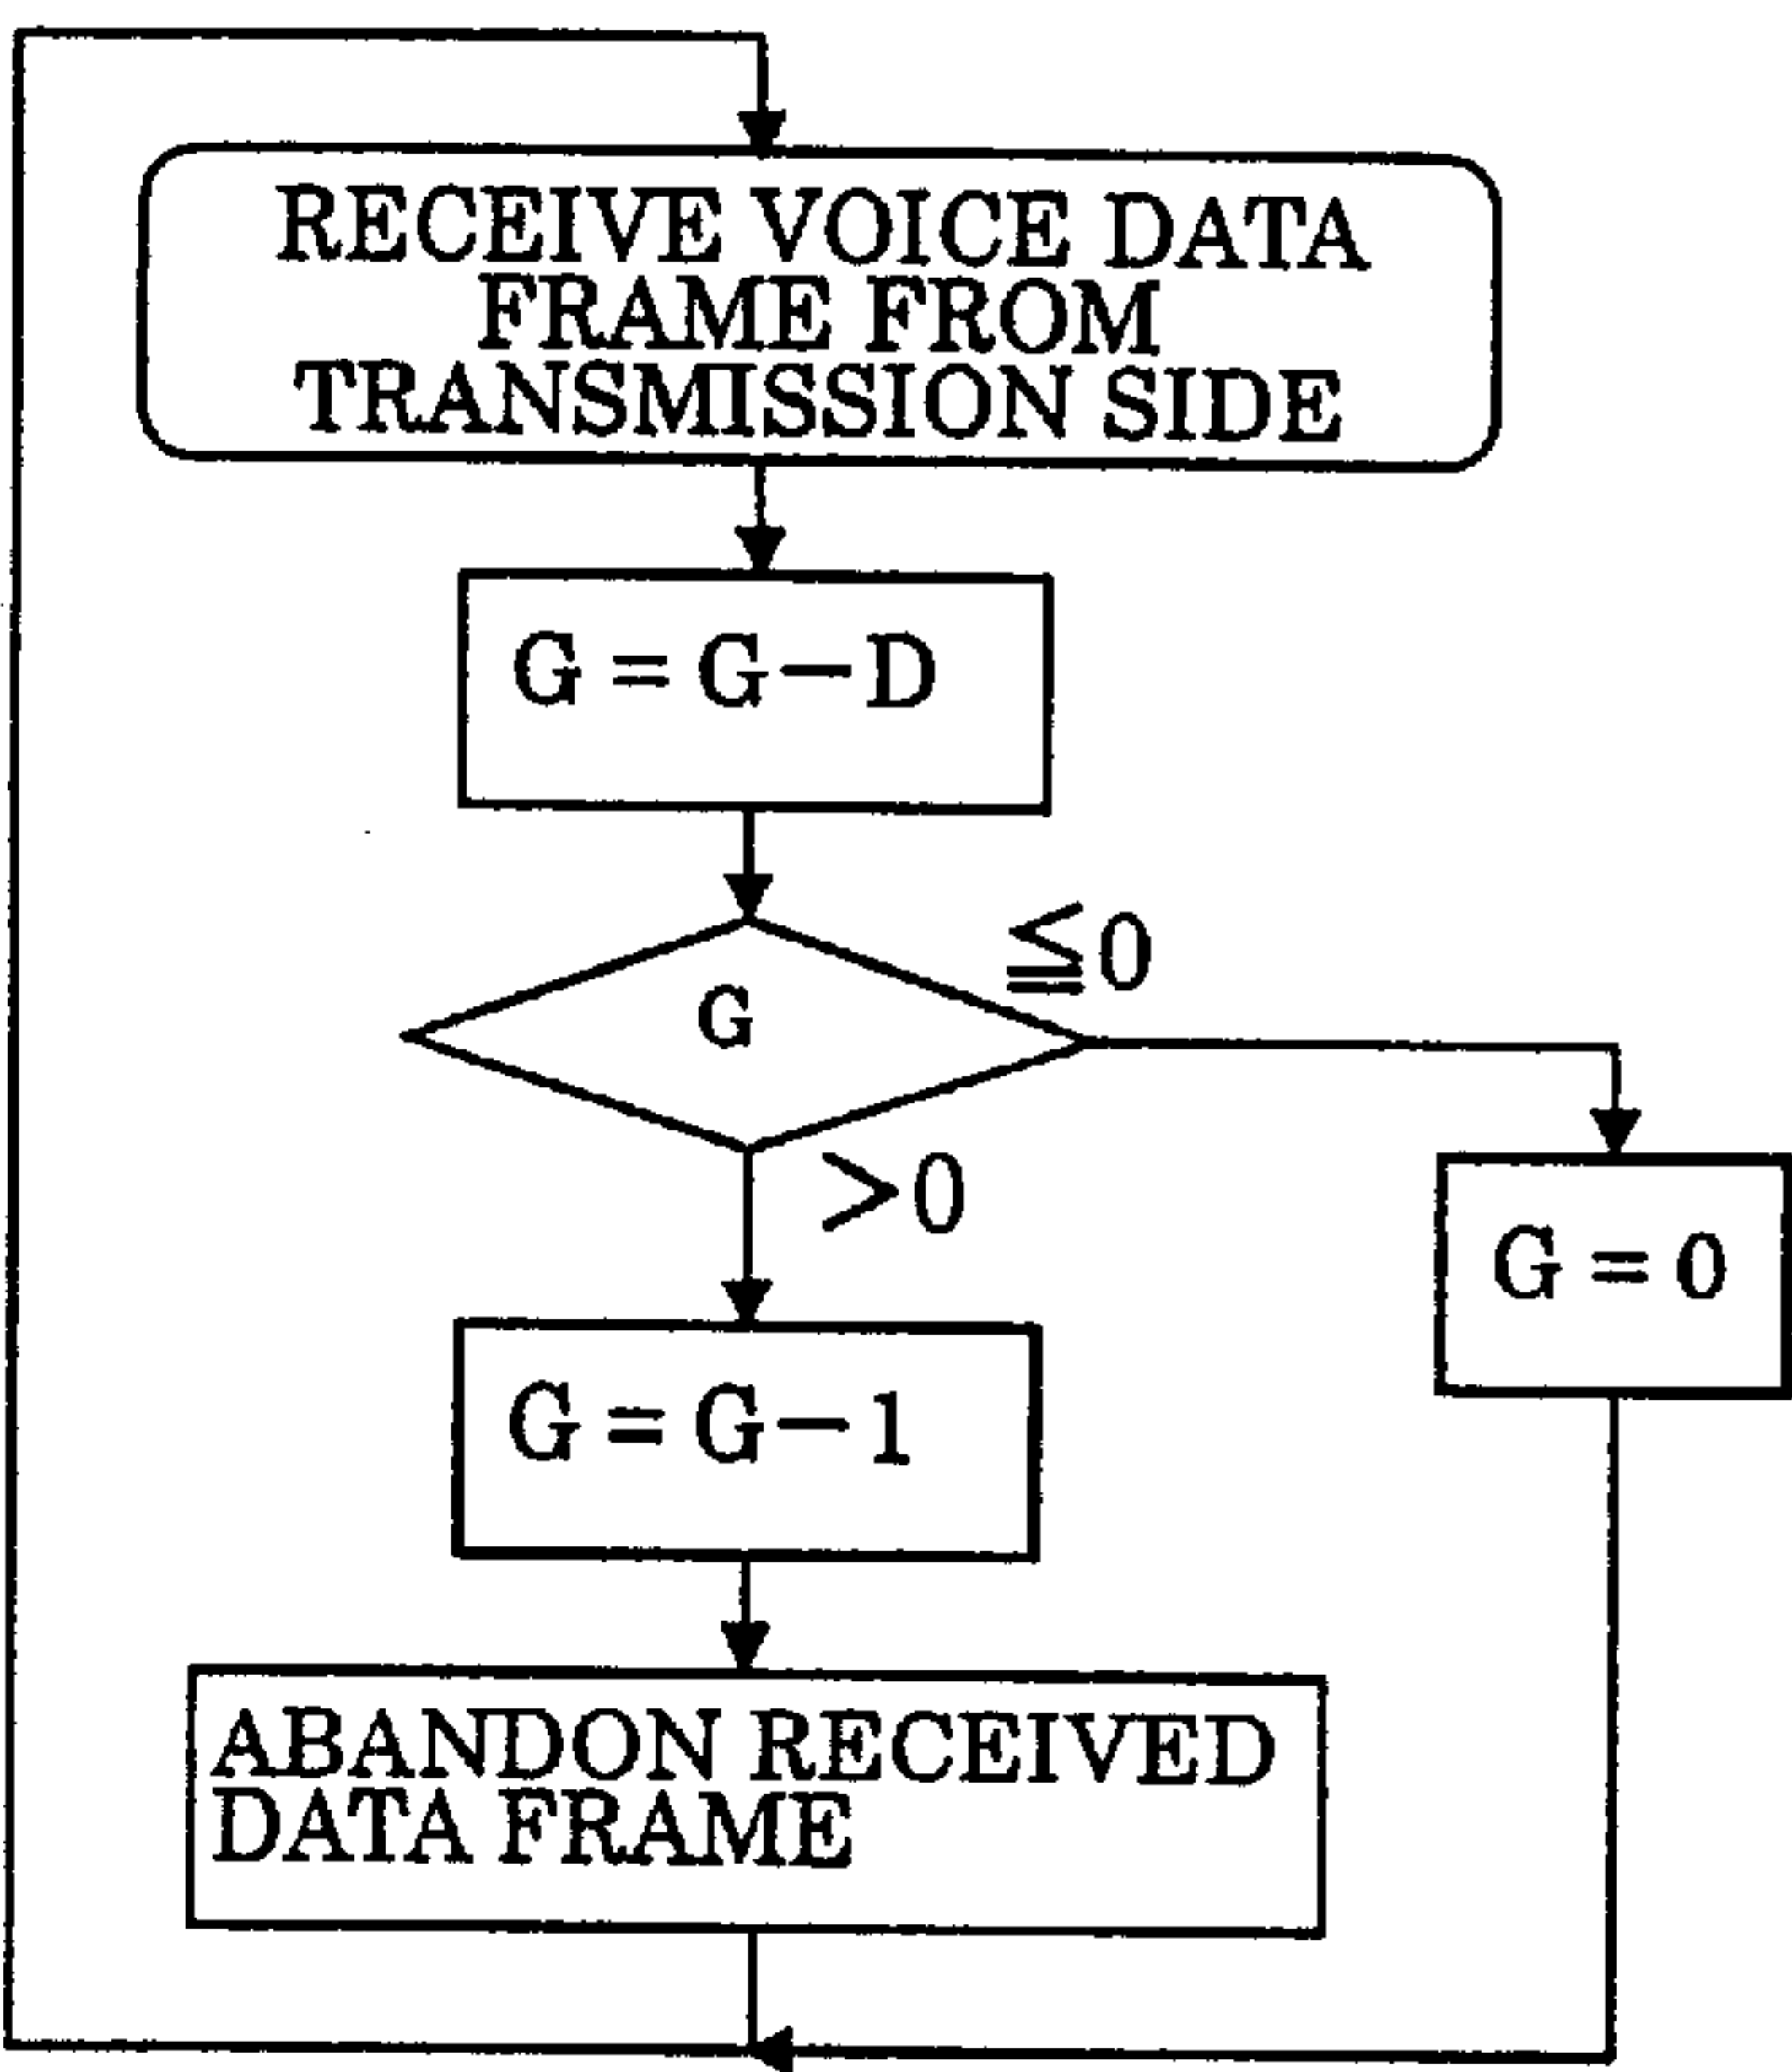 RECEIVE VOICE DATA
FRAME FROM
TRANSMISSION SIDE
G=G−D
G
≦0
>0
G=0
G=G−1
ABANDON RECEIVED
DATA FRAME